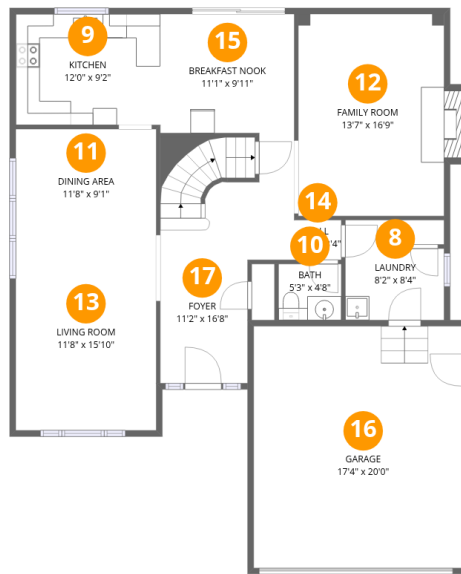 9
KITCHEN
12'0" x 9'2"
15
BREAKFAST NOOK
11'1" x 9'11"
12
FAMILY ROOM
13'7" x 16'9"
11
DINING AREA
11'8" x 9'1"
14
10
BATH
5'3" x 4'8"
8
LAUNDRY
8'2" x 8'4"
17
FOYER
11'2" x 16'8"
13
LIVING ROOM
11'8" x 15'10"
16
GARAGE
17'4" x 20'0"